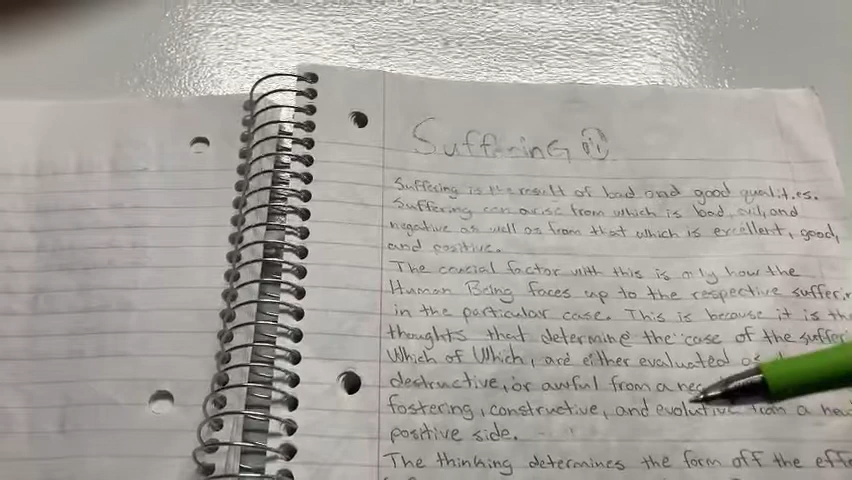 Suffering
Suffering is the result of bad and good qualities.
Suffering can arise from which is bad, evil, and
negative as well as from that which is excellent, good,
and positive.
The crucial factor with this is only how the
Human Being faces up to the respective
in the particular case. This is because it is
thoughts that determine the case of the
Which of Which, are either evaluated as
destructive, or awful from a
fostering, constructive, and evolutive from a
positive side.
The thinking determines the form off the